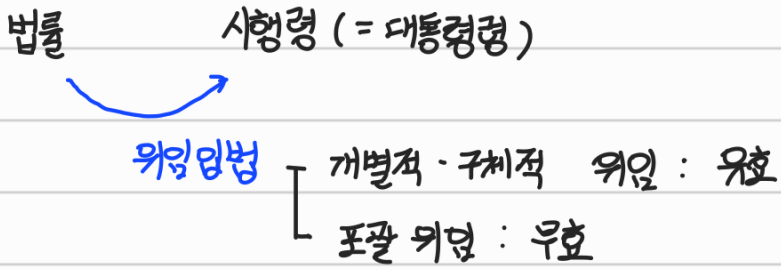 법률 시행령 (= 대통령령)
위임입법 개별적·구체적 위임 : 유효
포괄 위임 : 무효